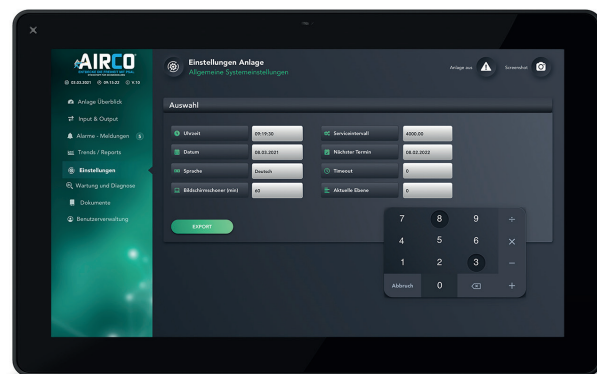 AIRCO
03.03.2021 09:13:22 V.10
Anlage Überblick
Input & Output
Alarme - Meldungen 5
Trends / Reports
Einstellungen
Wartung und Diagnose
Dokumente
Benutzerverwaltung
Einstellungen Anlage
Allgemeine Systemeinstellungen
Anlage aus
Screenshot
Auswahl
Uhrzeit 09:19:30 Serviceintervall 4000.00
Datum 08.03.2021 Nächster Termin 08.02.2022
Sprache Deutsch Timeout 0
Bildschirmschoner (min) 60 Aktuelle Ebene 0
EXPORT
7 8 9 ÷
4 5 6 ×
1 2 3 −
Abbruch 0 +